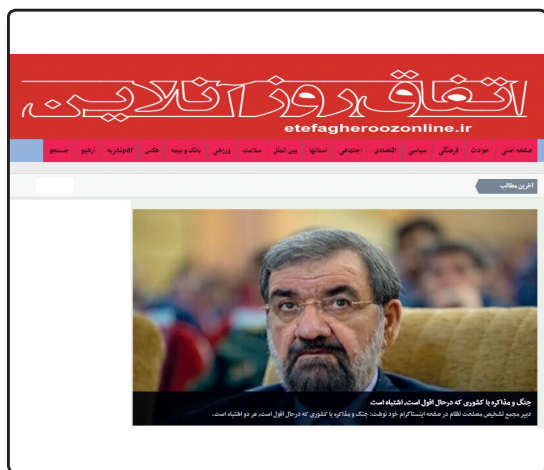 اتفاق روز آنلاین
etefagheroozonline.ir
صفحه اصلی حوادث فرهنگی سیاسی اقتصادی اجتماعی استانها بین الملل سلامت ورزشی بانک و بیمه عکس pdfنشریه آرشیو جستجو
آخرین مطالب
جنگ و مذاکره با کشوری که درحال افول است، اشتباه است
دبیر مجمع تشخیص مصلحت نظام در صفحه اینستاگرام خود نوشت: جنگ و مذاکره با کشوری که درحال افول است، هر دو اشتباه است.